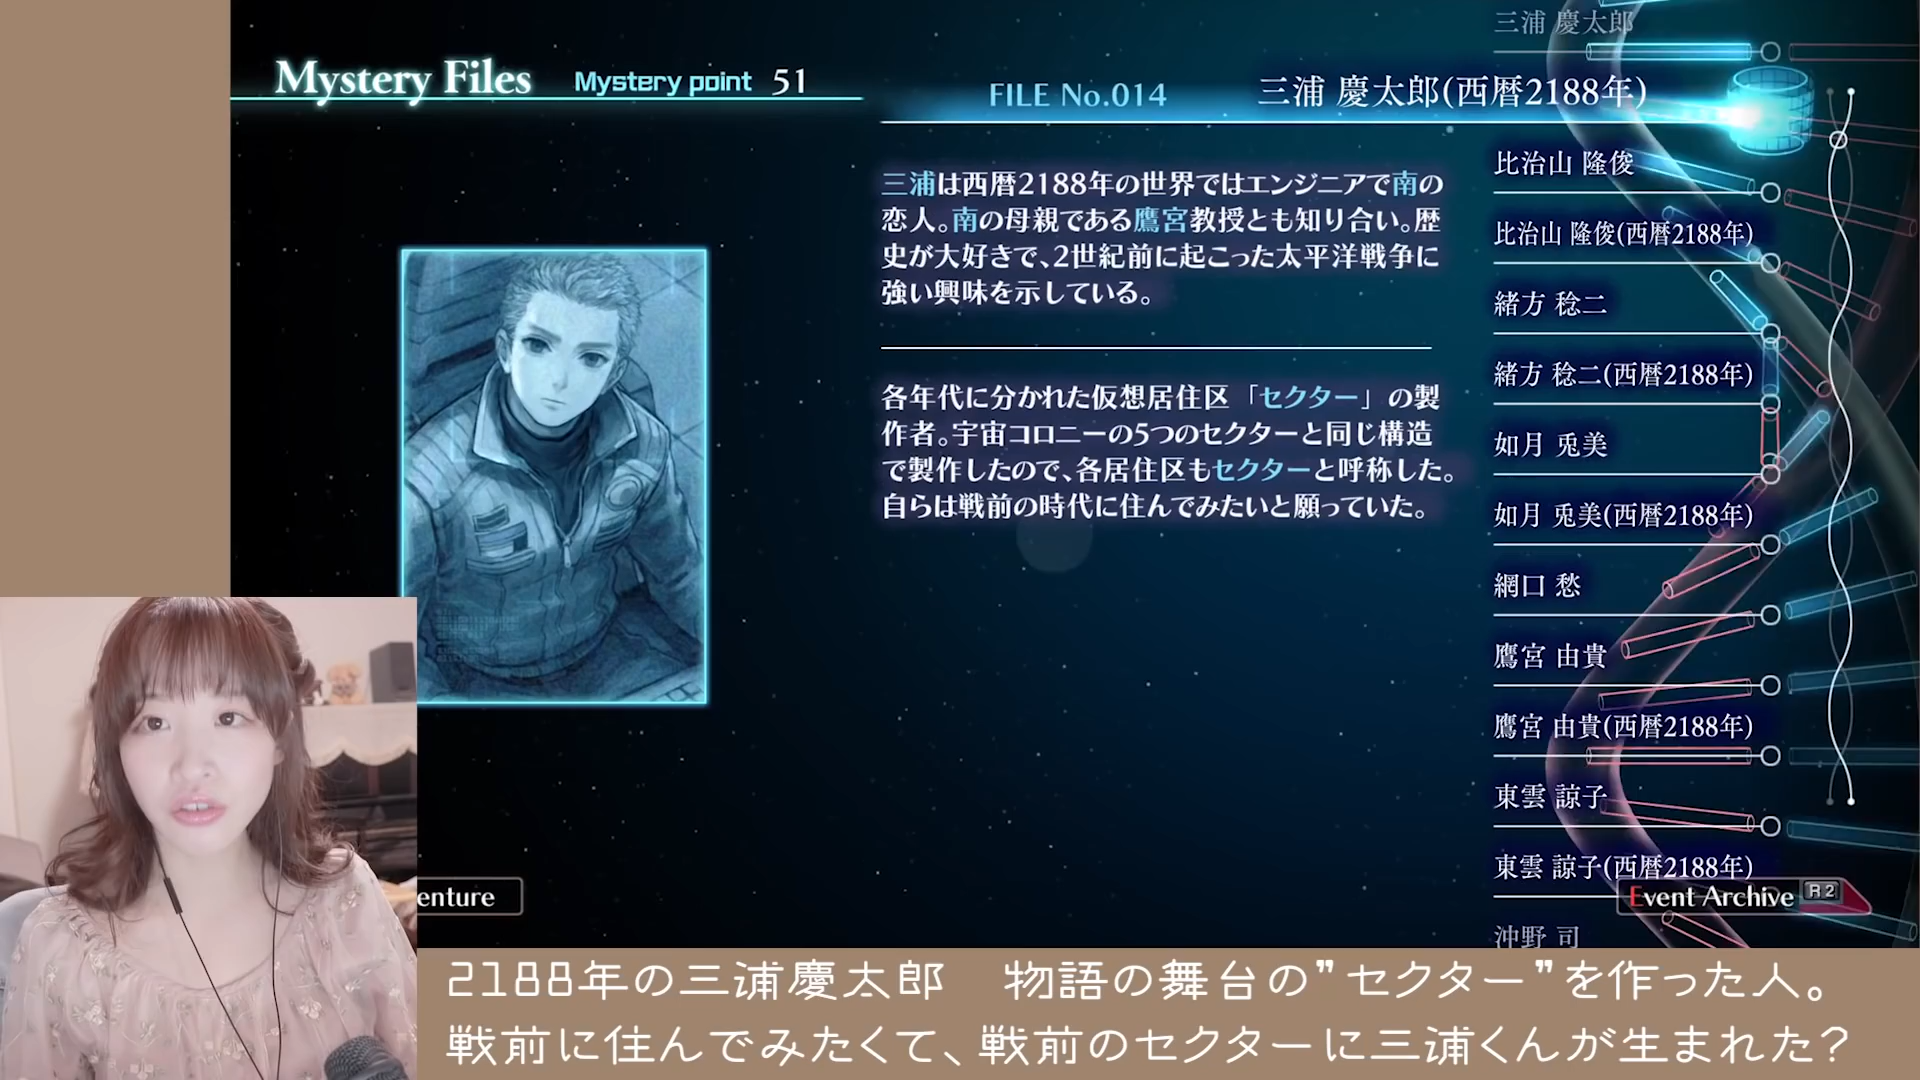 Mystery Files Mystery point 51
FILE No.014 三浦 慶太郎(西暦2188年)
三浦は西暦2188年の世界ではエンジニアで南の
恋人。南の母親である鷹宮教授とも知り合い。歴
史が大好きで、2世紀前に起こった太平洋戦争に
強い興味を示している。
各年代に分かれた仮想居住区「セクター」の製
作者。宇宙コロニーの5つのセクターと同じ構造
で製作したので、各居住区もセクターと呼称した。
自らは戦前の時代に住んでみたいと願っていた。
三浦 慶太郎
比治山 隆俊
比治山 隆俊(西暦2188年)
緒方 稔二
緒方 稔二(西暦2188年)
如月 兎美
如月 兎美(西暦2188年)
網口 愁
鷹宮 由貴
鷹宮 由貴(西暦2188年)
東雲 諒子
東雲 諒子(西暦2188年)
沖野 司
enture
Event Archive R2
2188年の三浦慶太郎 物語の舞台の”セクター”を作った人。
戦前に住んでみたくて、戦前のセクターに三浦くんが生まれた?